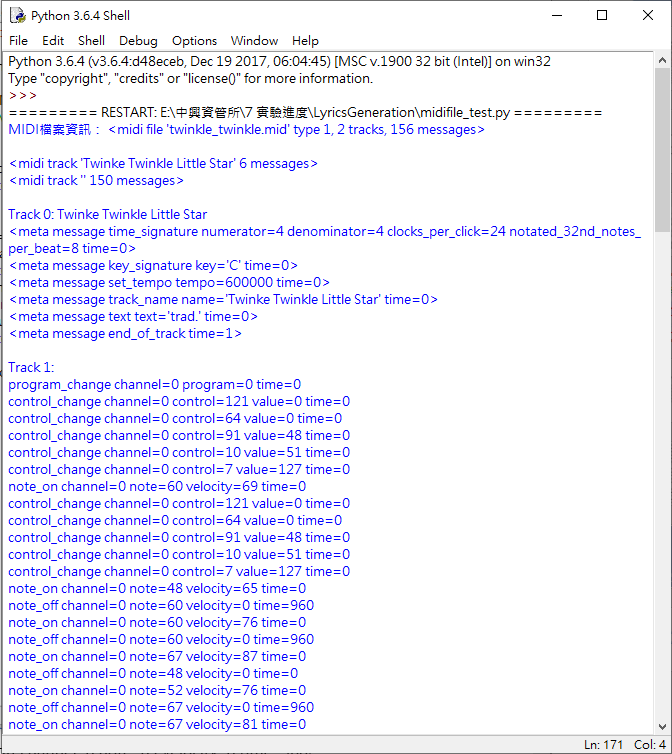 Python 3.6.4 Shell
File Edit Shell Debug Options Window Help
Python 3.6.4 (v3.6.4:d48eceb, Dec 19 2017, 06:04:45) [MSC v.1900 32 bit (Intel)] on win32
Type "copyright", "credits" or "license()" for more information.
>>>
========= RESTART: E:\中興資管所\7 實驗進度\LyricsGeneration\midifile_test.py =========
MIDI檔案資訊： <midi file 'twinkle_twinkle.mid' type 1, 2 tracks, 156 messages>
<midi track 'Twinke Twinkle Little Star' 6 messages>
<midi track '' 150 messages>
Track 0: Twinke Twinkle Little Star
<meta message time_signature numerator=4 denominator=4 clocks_per_click=24 notated_32nd_notes_
per_beat=8 time=0>
<meta message key_signature key='C' time=0>
<meta message set_tempo tempo=600000 time=0>
<meta message track_name name='Twinke Twinkle Little Star' time=0>
<meta message text text='trad.' time=0>
<meta message end_of_track time=1>
Track 1:
program_change channel=0 program=0 time=0
control_change channel=0 control=121 value=0 time=0
control_change channel=0 control=64 value=0 time=0
control_change channel=0 control=91 value=48 time=0
control_change channel=0 control=10 value=51 time=0
control_change channel=0 control=7 value=127 time=0
note_on channel=0 note=60 velocity=69 time=0
control_change channel=0 control=121 value=0 time=0
control_change channel=0 control=64 value=0 time=0
control_change channel=0 control=91 value=48 time=0
control_change channel=0 control=10 value=51 time=0
control_change channel=0 control=7 value=127 time=0
note_on channel=0 note=48 velocity=65 time=0
note_off channel=0 note=60 velocity=0 time=960
note_on channel=0 note=60 velocity=76 time=0
note_off channel=0 note=60 velocity=0 time=960
note_on channel=0 note=67 velocity=87 time=0
note_off channel=0 note=48 velocity=0 time=0
note_on channel=0 note=52 velocity=76 time=0
note_off channel=0 note=67 velocity=0 time=960
note_on channel=0 note=67 velocity=81 time=0
Ln: 171 Col: 4